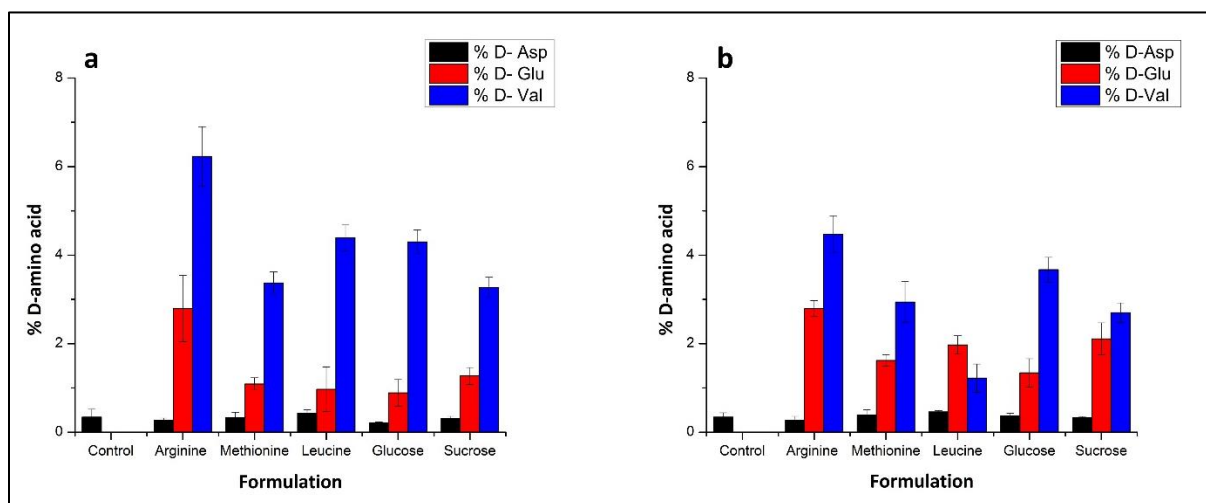 a
% D- Asp
% D- Glu
% D- Val
% D-amino acid
8
6
4
2
0
Control Arginine Methionine Leucine Glucose Sucrose
Formulation
b
% D-Asp
% D-Glu
% D-Val
% D-amino acid
8
6
4
2
0
Control Arginine Methionine Leucine Glucose Sucrose
Formulation